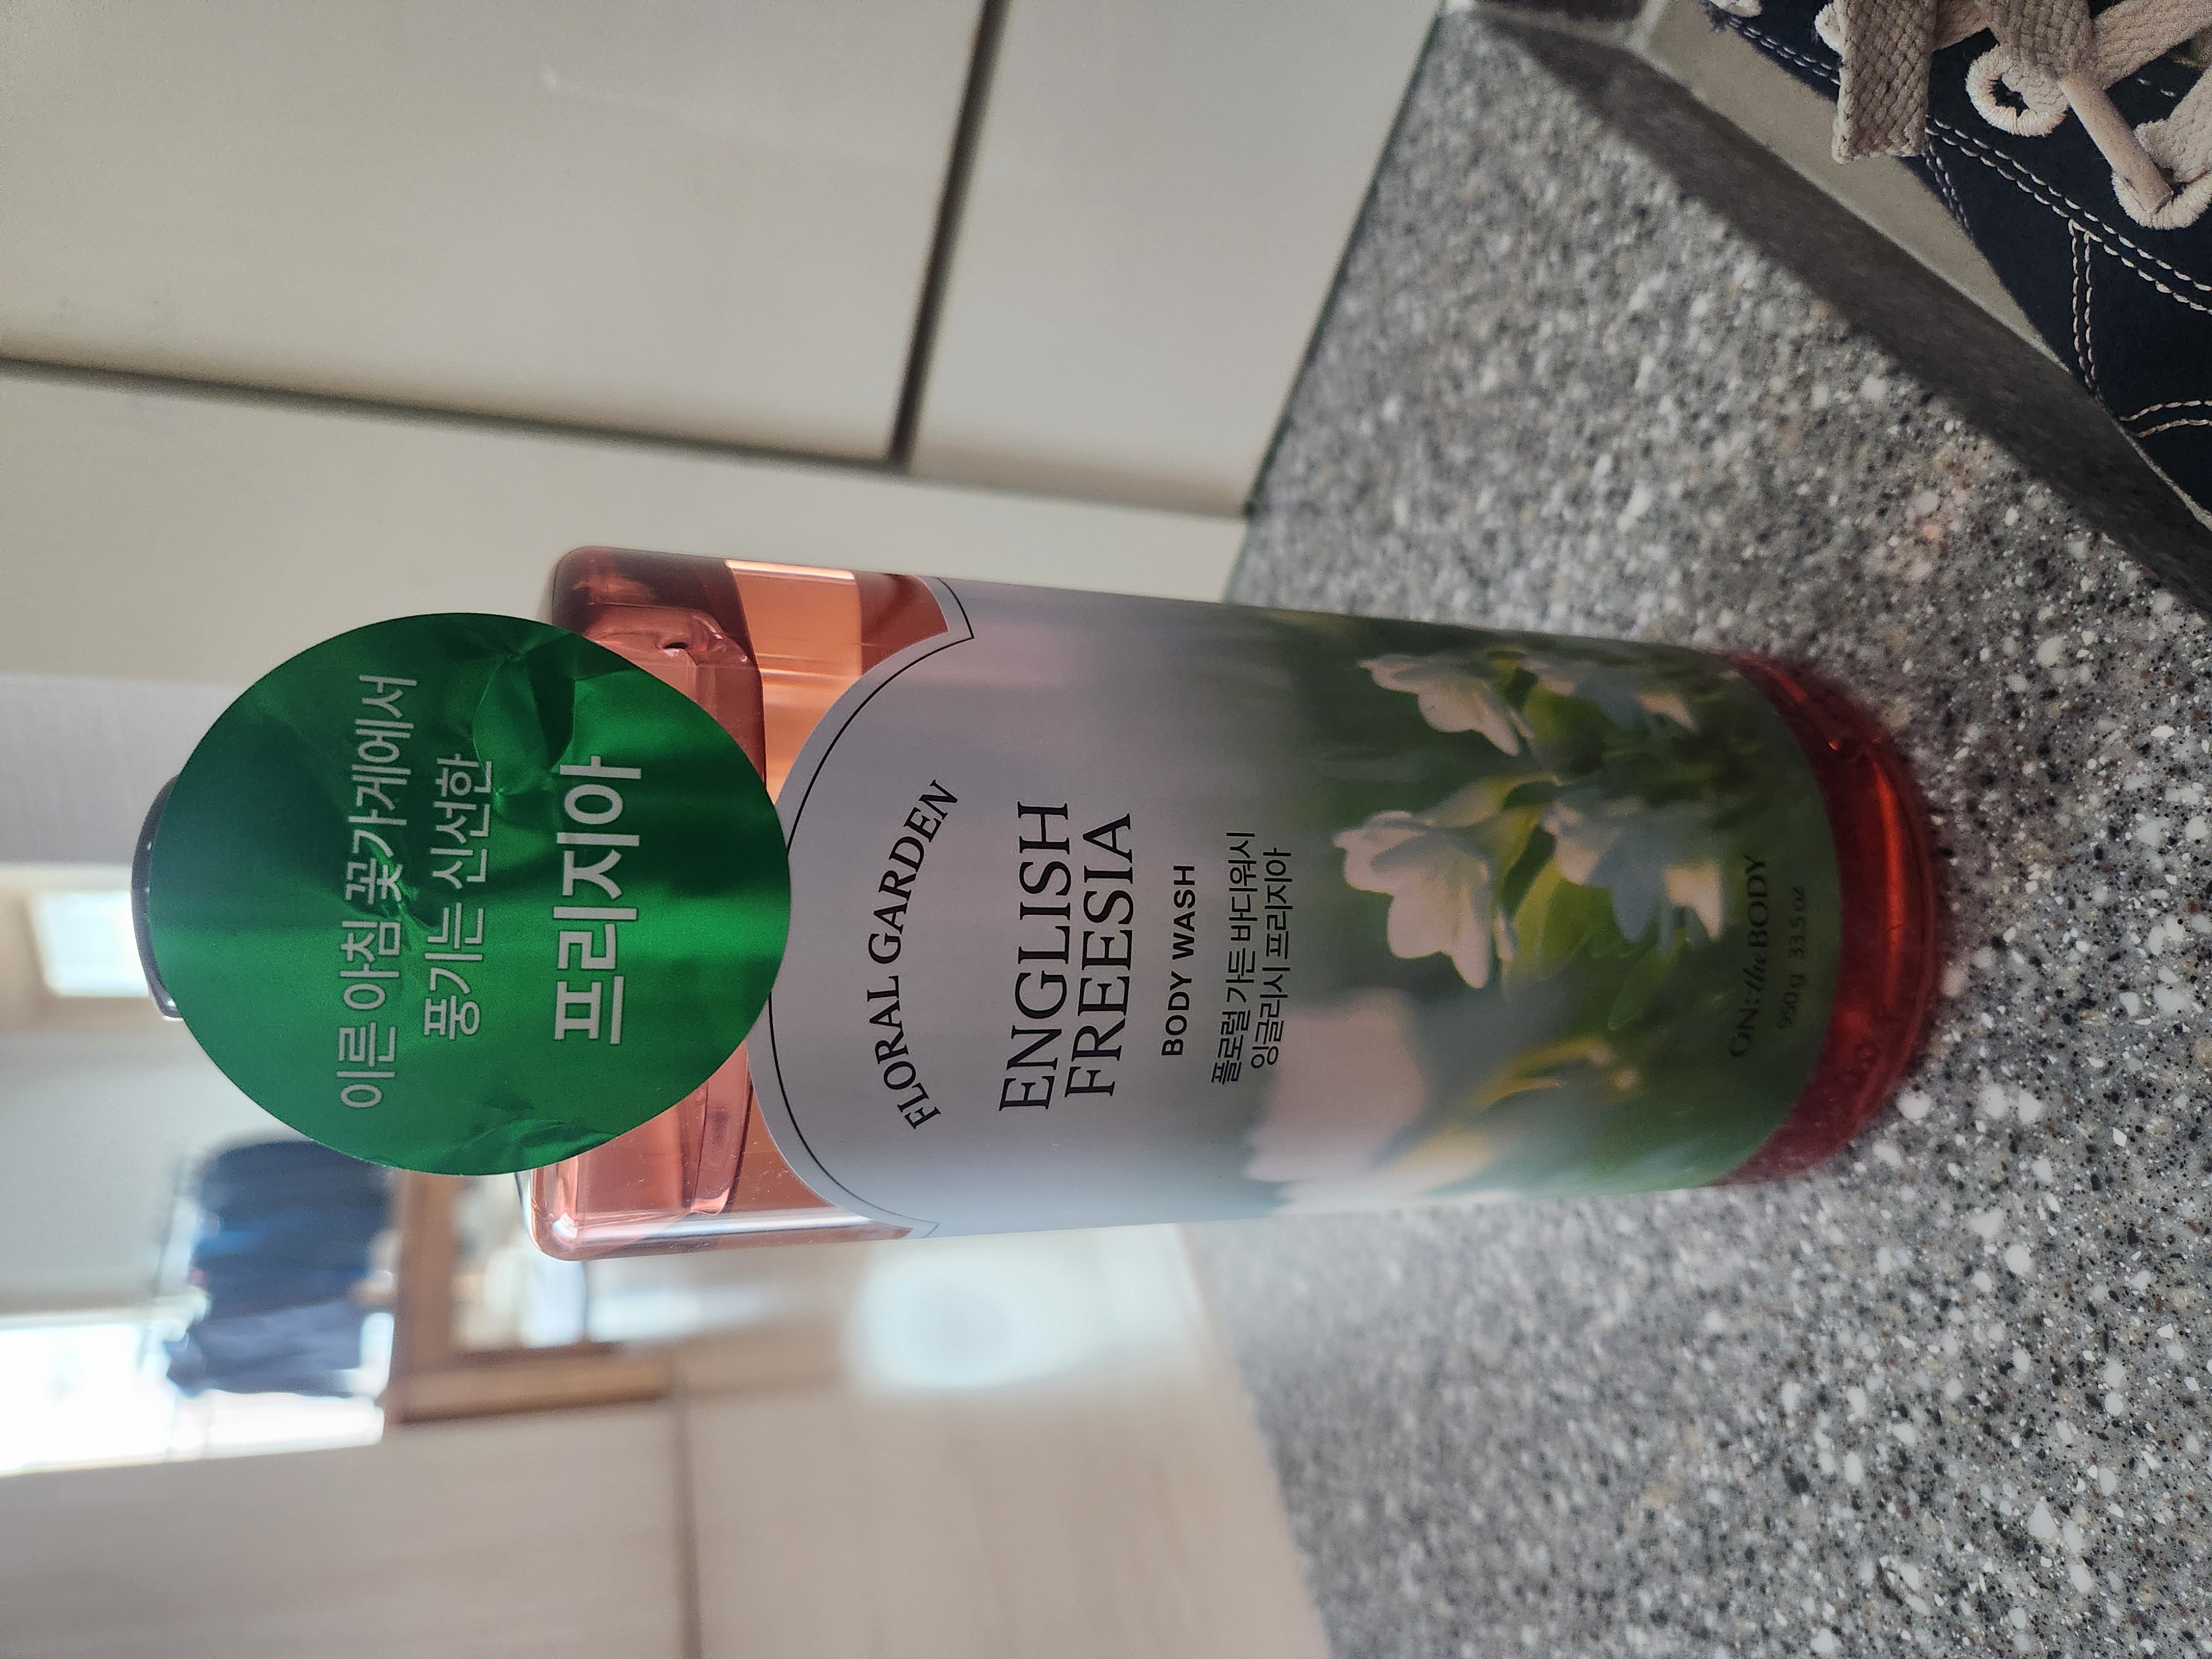 이른 아침 꽃가게에서
풍기는 신선한
프리지아
FLORAL GARDEN
ENGLISH
FREESIA
BODY WASH
플로럴 가든 바디워시
잉글리시 프리지아
ON: the BODY
950g 33.5 oz